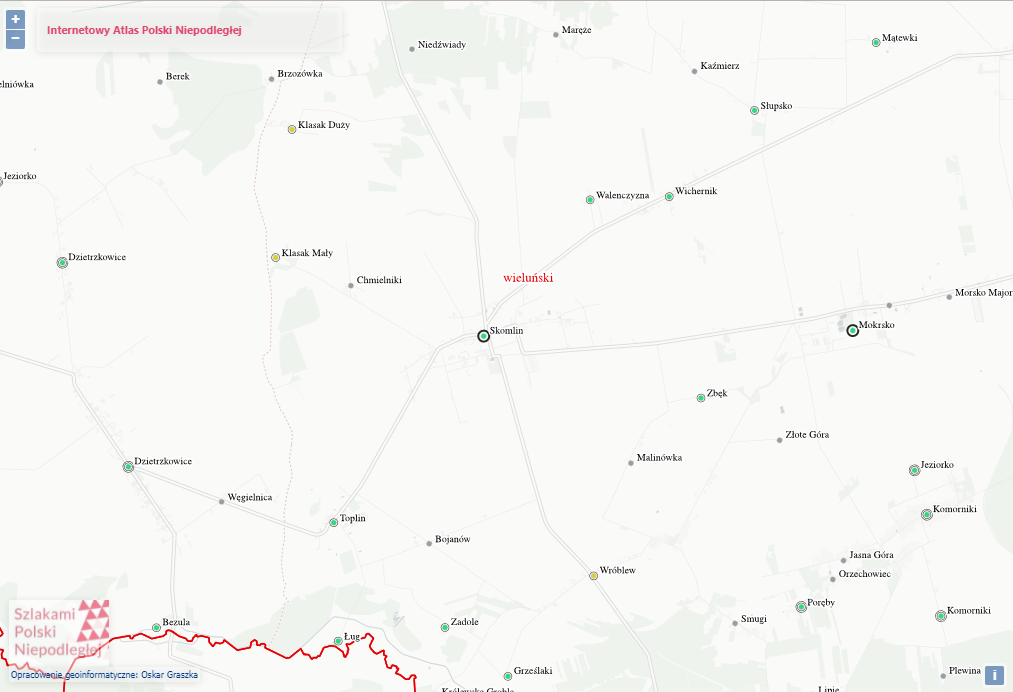 +
Internetowy Atlas Polski Niepodległej
−
Maręże
Niedźwiady
Mątewki
Kaźmierz
Brzozówka
Berek
elniówka
Słupsko
Klasak Duży
Jeziorko
Walenczyzna
Wichernik
Dzietrzkowice
Klasak Mały
wieluński
Chmielniki
Morsko Major
Skomlin
Mokrsko
Zbęk
Złote Góra
Malinówka
Dzietrzkowice
Jeziorko
Węgielnica
Komorniki
Toplin
Bojanów
Jasna Góra
Wróblew
Orzechowiec
Poręby
Komorniki
Smugi
Szlakami
Polski
Niepodległej
Bezula
Zadole
Ług
Grześlaki
Plewina
i
Opracowanie geoinformatyczne: Oskar Graszka